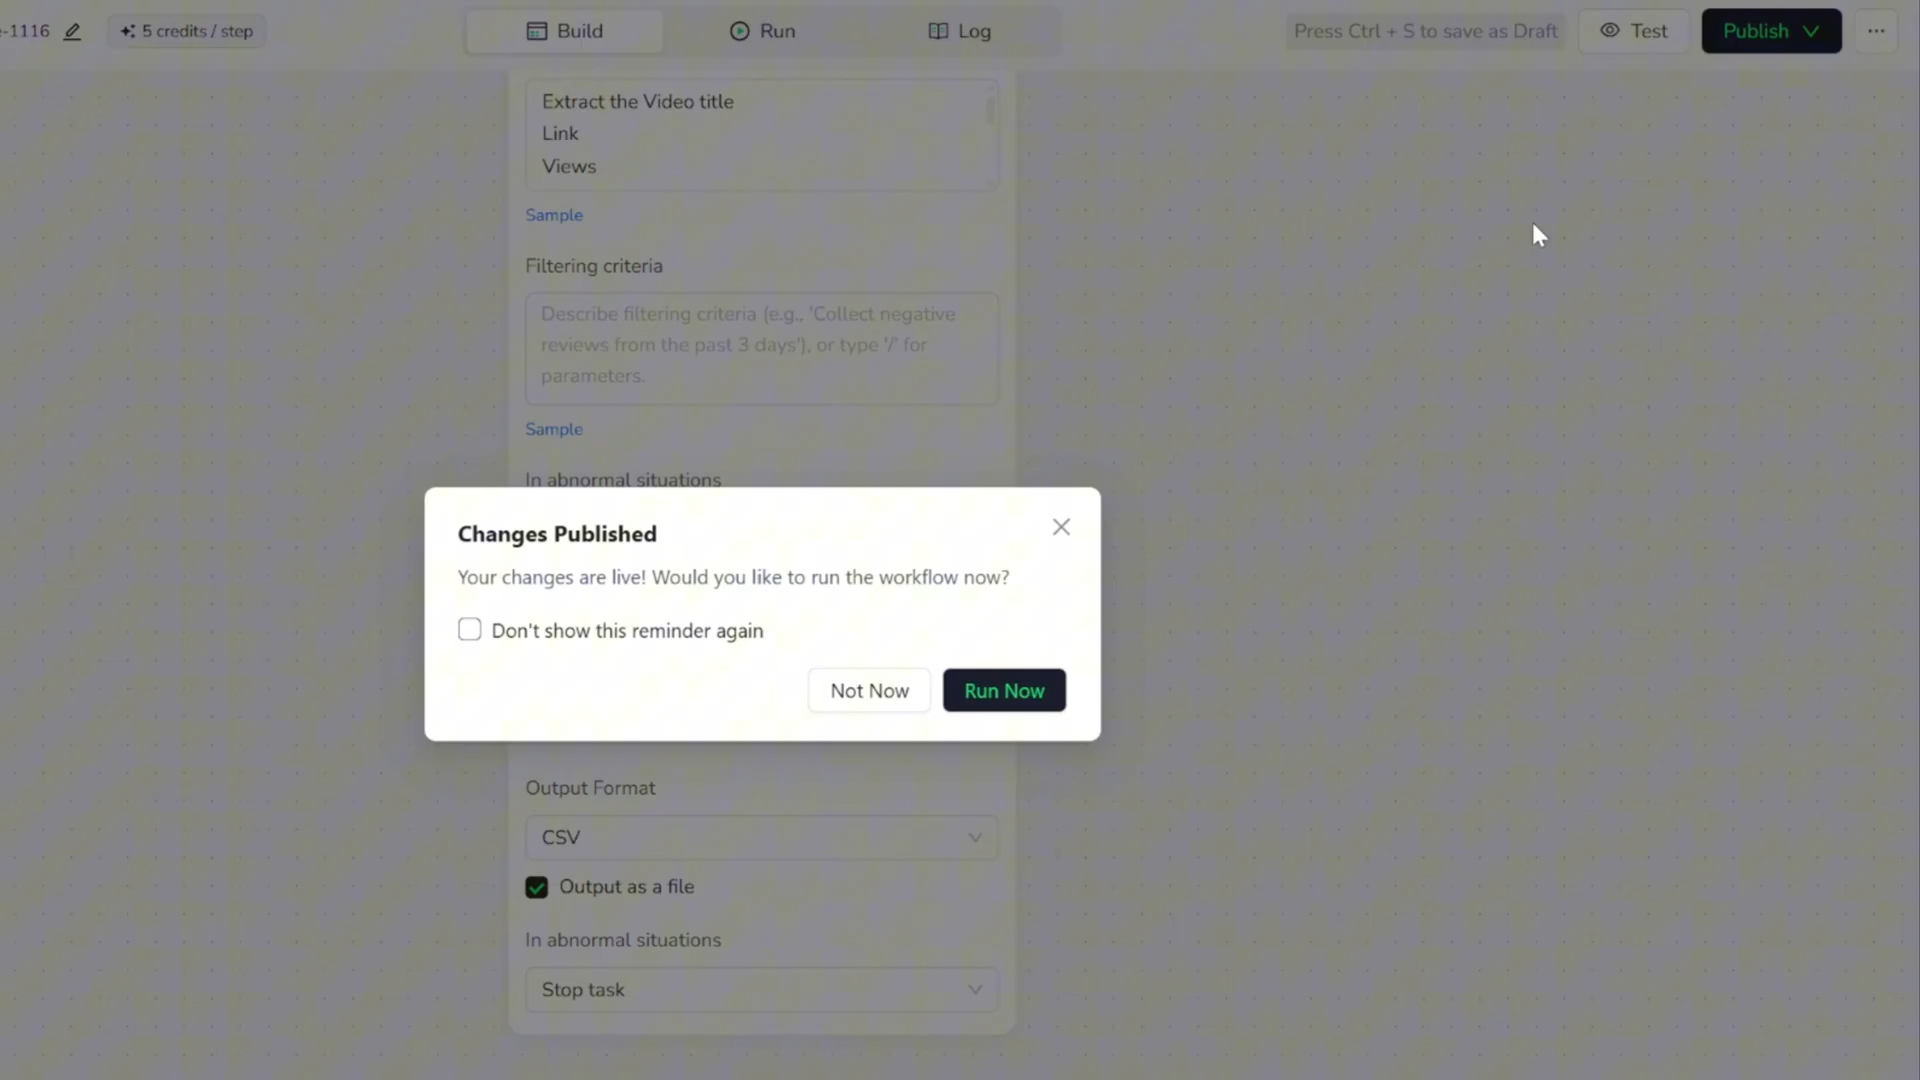 -1116
5 credits / step
Build
Run
Log
Press Ctrl + S to save as Draft
Test
Publish
Extract the Video title
Link
Views
Sample
Filtering criteria
Describe filtering criteria (e.g., 'Collect negative
reviews from the past 3 days'), or type '/' for
parameters.
Sample
In abnormal situations
Changes Published
Your changes are live! Would you like to run the workflow now?
Don't show this reminder again
Not Now
Run Now
Output Format
CSV
Output as a file
In abnormal situations
Stop task